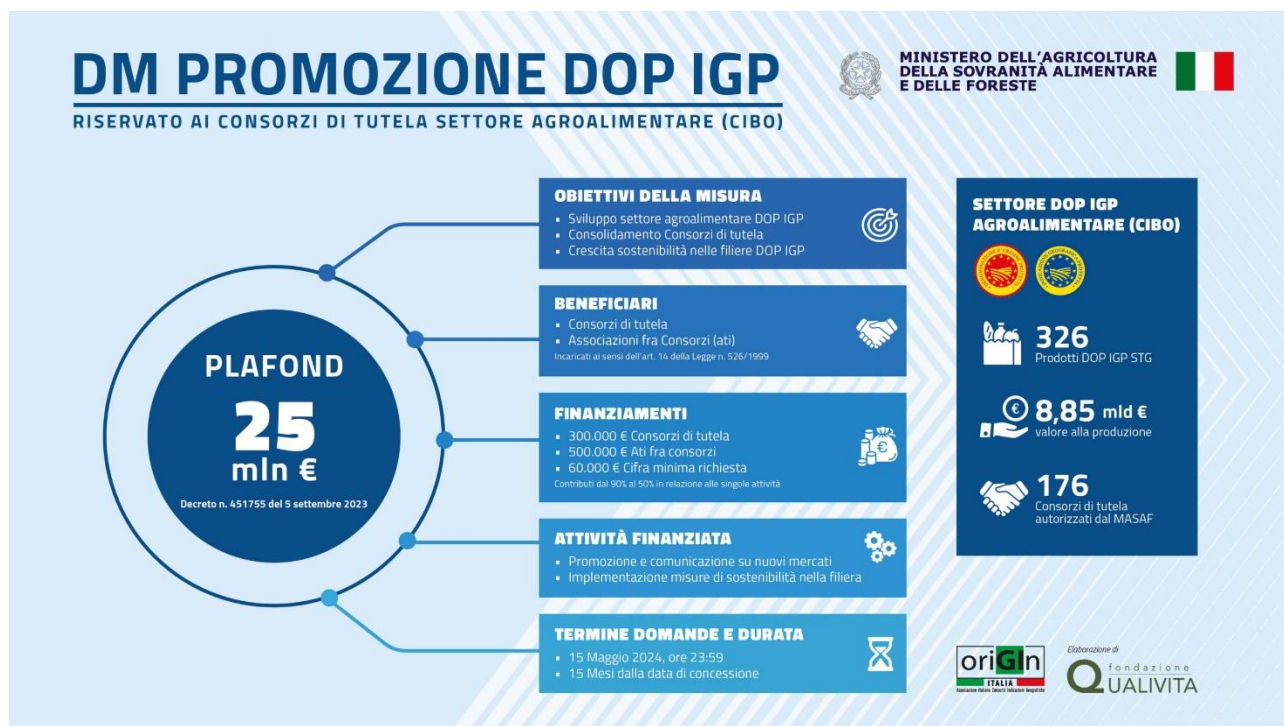 DM PROMOZIONE DOP IGP
RISERVATO AI CONSORZI DI TUTELA SETTORE AGROALIMENTARE (CIBO)
MINISTERO DELL'AGRICOLTURA
DELLA SOVRANITÀ ALIMENTARE
E DELLE FORESTE
PLAFOND
25
mln €
Decreto n. 451755 del 5 settembre 2023
OBIETTIVI DELLA MISURA
▪ Sviluppo settore agroalimentare DOP IGP
▪ Consolidamento Consorzi di tutela
▪ Crescita sostenibilità nelle filiere DOP IGP
BENEFICIARI
▪ Consorzi di tutela
▪ Associazioni fra Consorzi (ati)
Incaricati ai sensi dell'art. 14 della Legge n. 526/1999
FINANZIAMENTI
▪ 300.000 € Consorzi di tutela
▪ 500.000 € Ati fra consorzi
▪ 60.000 € Cifra minima richiesta
Contributi dal 90% al 50% in relazione alle singole attività
ATTIVITÀ FINANZIATA
▪ Promozione e comunicazione su nuovi mercati
▪ Implementazione misure di sostenibilità nella filiera
TERMINE DOMANDE E DURATA
▪ 15 Maggio 2024, ore 23:59
▪ 15 Mesi dalla data di concessione
SETTORE DOP IGP
AGROALIMENTARE (CIBO)
326
Prodotti DOP IGP STG
8,85 mld €
valore alla produzione
176
Consorzi di tutela
autorizzati dal MASAF
oriGIn
ITALIA
Associazione Italiana Consorzi Indicazioni Geografiche
Elaborazione di
fondazione
QUALIVITA